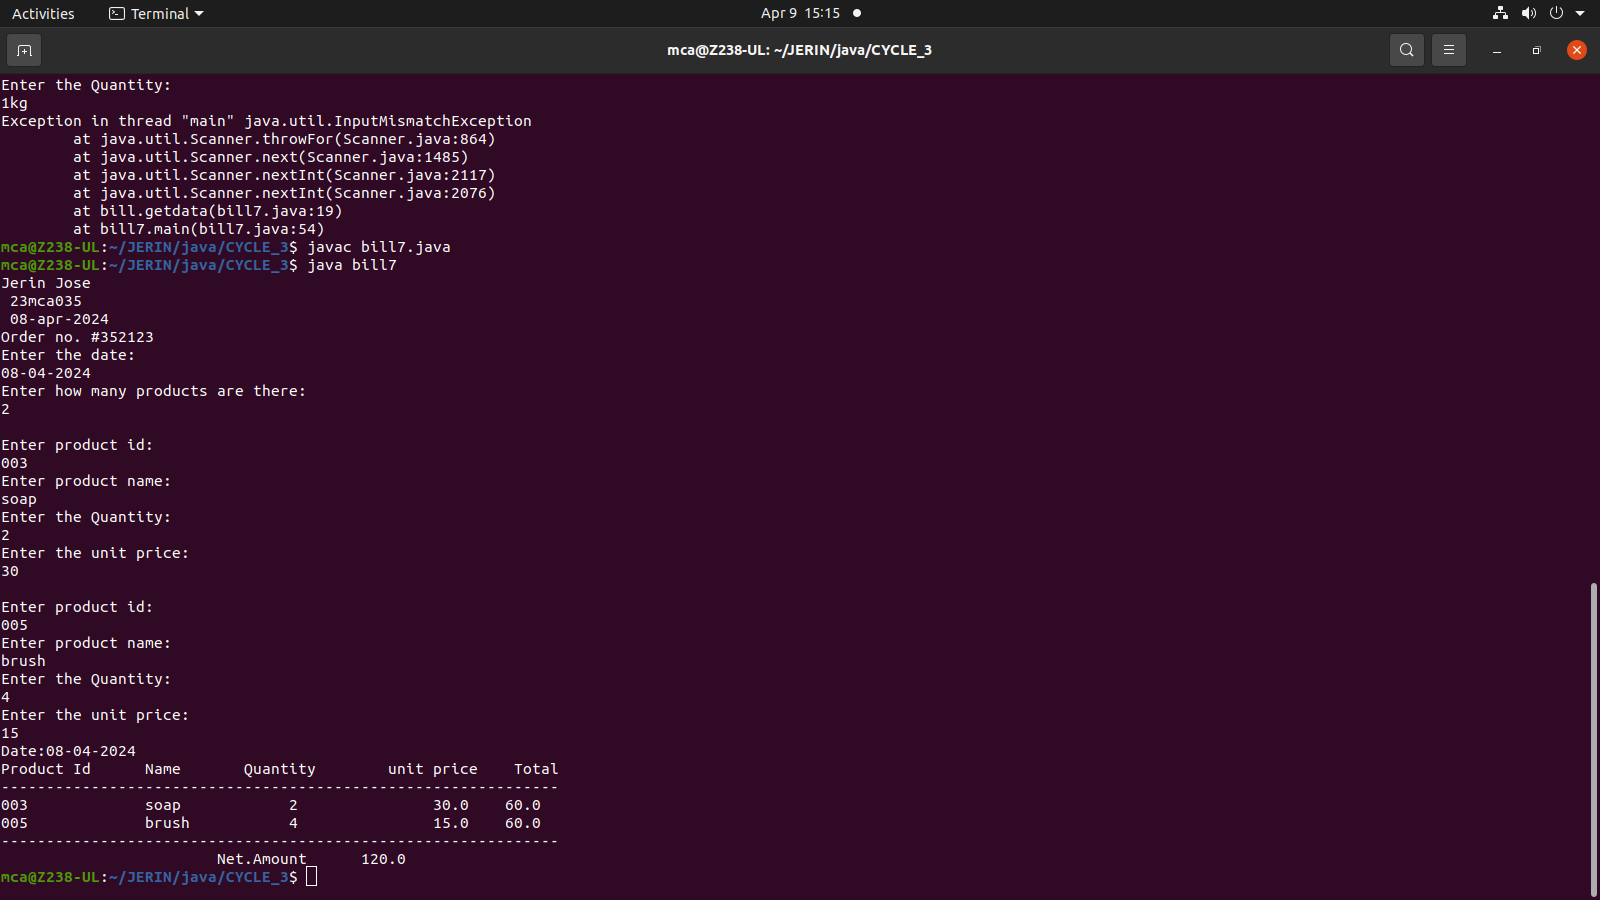 Activities Terminal Apr 9 15:15
mca@Z238-UL: ~/JERIN/java/CYCLE_3
Enter the Quantity:
1kg
Exception in thread "main" java.util.InputMismatchException
        at java.util.Scanner.throwFor(Scanner.java:864)
        at java.util.Scanner.next(Scanner.java:1485)
        at java.util.Scanner.nextInt(Scanner.java:2117)
        at java.util.Scanner.nextInt(Scanner.java:2076)
        at bill.getdata(bill7.java:19)
        at bill7.main(bill7.java:54)
mca@Z238-UL:~/JERIN/java/CYCLE_3$ javac bill7.java
mca@Z238-UL:~/JERIN/java/CYCLE_3$ java bill7
Jerin Jose
 23mca035
 08-apr-2024
Order no. #352123
Enter the date:
08-04-2024
Enter how many products are there:
2

Enter product id:
003
Enter product name:
soap
Enter the Quantity:
2
Enter the unit price:
30

Enter product id:
005
Enter product name:
brush
Enter the Quantity:
4
Enter the unit price:
15
Date:08-04-2024
Product Id      Name       Quantity        unit price    Total
--------------------------------------------------------------
003             soap            2               30.0    60.0
005             brush           4               15.0    60.0
--------------------------------------------------------------
                        Net.Amount      120.0
mca@Z238-UL:~/JERIN/java/CYCLE_3$